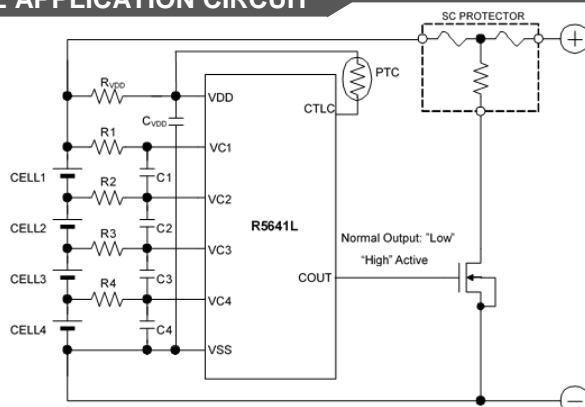 E APPLICATION CIRCUIT
SC PROTECTOR
+
PTC
RVDD
VDD
CTLC
CVDD
R1
VC1
CELL1
C1
R2
VC2
CELL2
C2
R5641L
Normal Output: "Low"
R3
VC3
"High" Active
CELL3
C3
COUT
R4
VC4
CELL4
C4
VSS
−